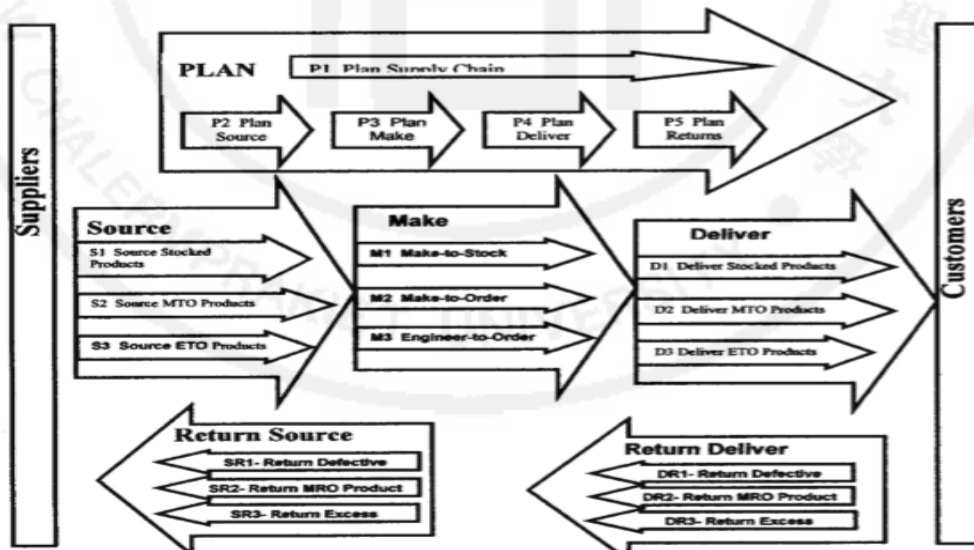 Suppliers
PLAN
P1 Plan Supply Chain
P2 Plan
Source
P3 Plan
Make
P4 Plan
Deliver
P5 Plan
Returns
Source
S1 Source Stocked
Products
S2 Source MTO Products
S3 Source ETO Products
Make
M1 Make-to-Stock
M2 Make-to-Order
M3 Engineer-to-Order
Deliver
D1 Deliver Stocked Products
D2 Deliver MTO Products
D3 Deliver ETO Products
Customers
Return Source
SR1- Return Defective
SR2- Return MRO Product
SR3- Return Excess
Return Deliver
DR1- Return Defective
DR2- Return MRO Product
DR3- Return Excess